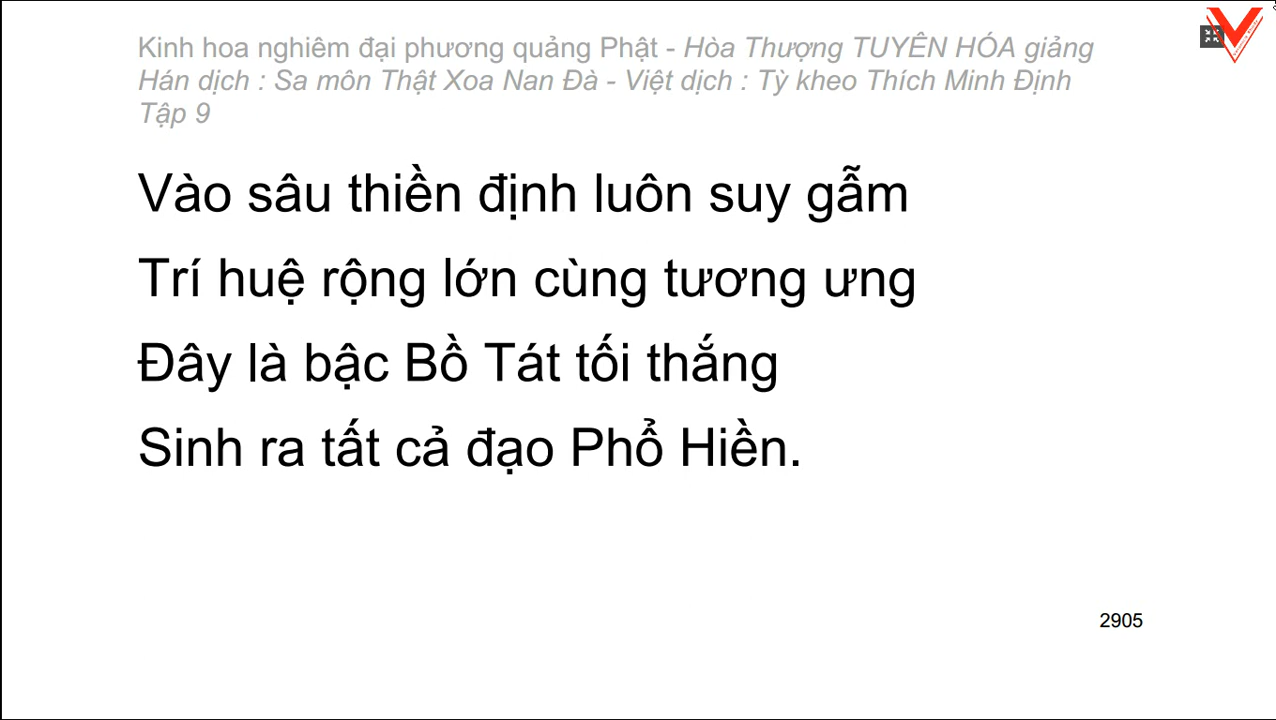 Kinh hoa nghiêm đại phương quảng Phật - Hòa Thượng TUYÊN HÓA giảng
Hán dịch : Sa môn Thật Xoa Nan Đà - Việt dịch : Tỳ kheo Thích Minh Định
Tập 9
Vào sâu thiền định luôn suy gẫm
Trí huệ rộng lớn cùng tương ưng
Đây là bậc Bồ Tát tối thắng
Sinh ra tất cả đạo Phổ Hiền.
2905